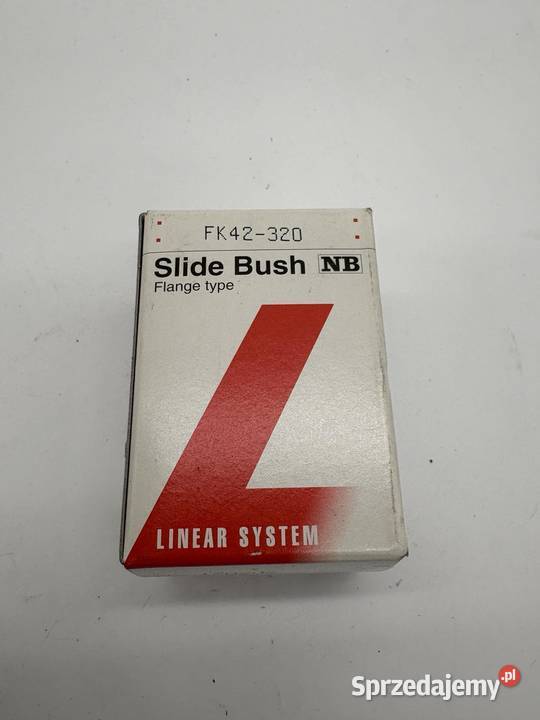 FK42-320
Slide Bush NB
Flange type
LINEAR SYSTEM
Sprzedajemy.pl